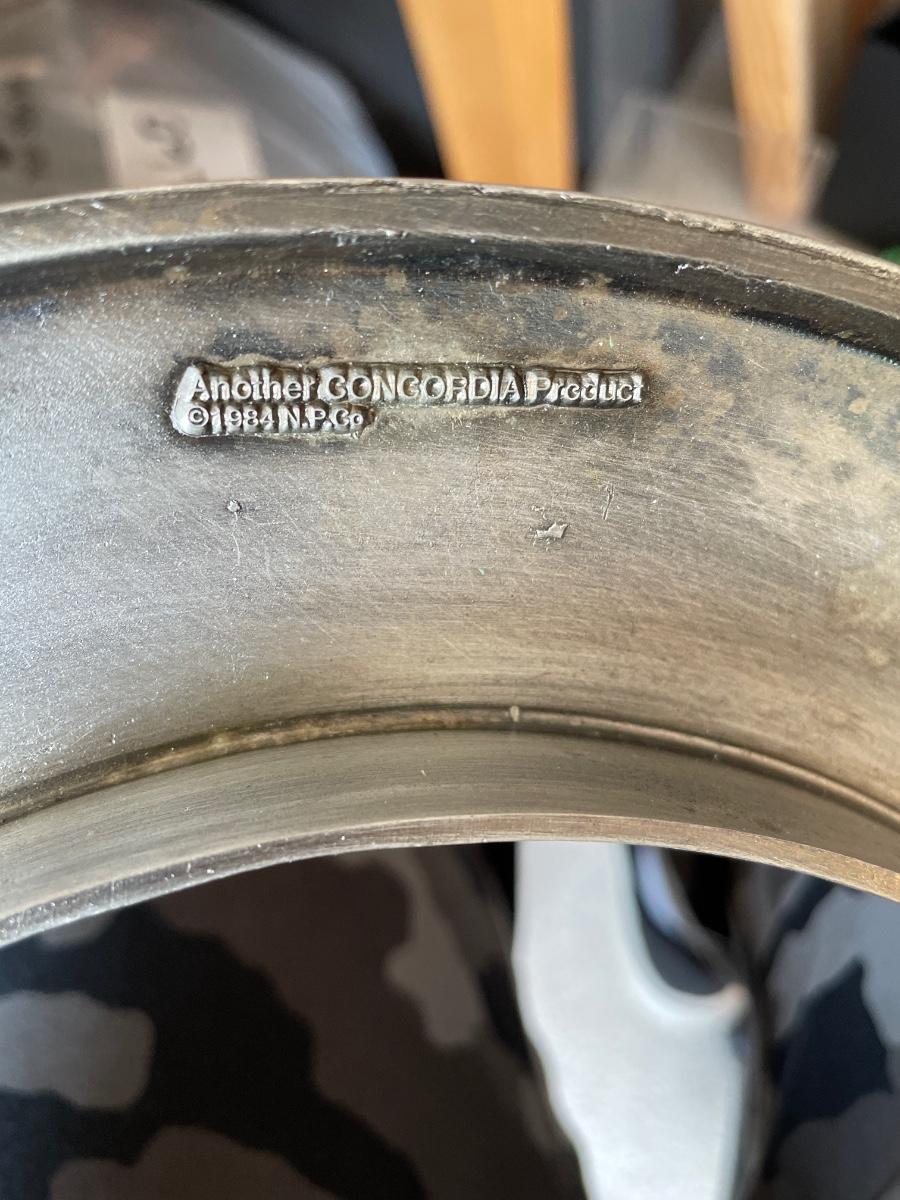 Another CONCORDIA Product
©1984 N.P.Co